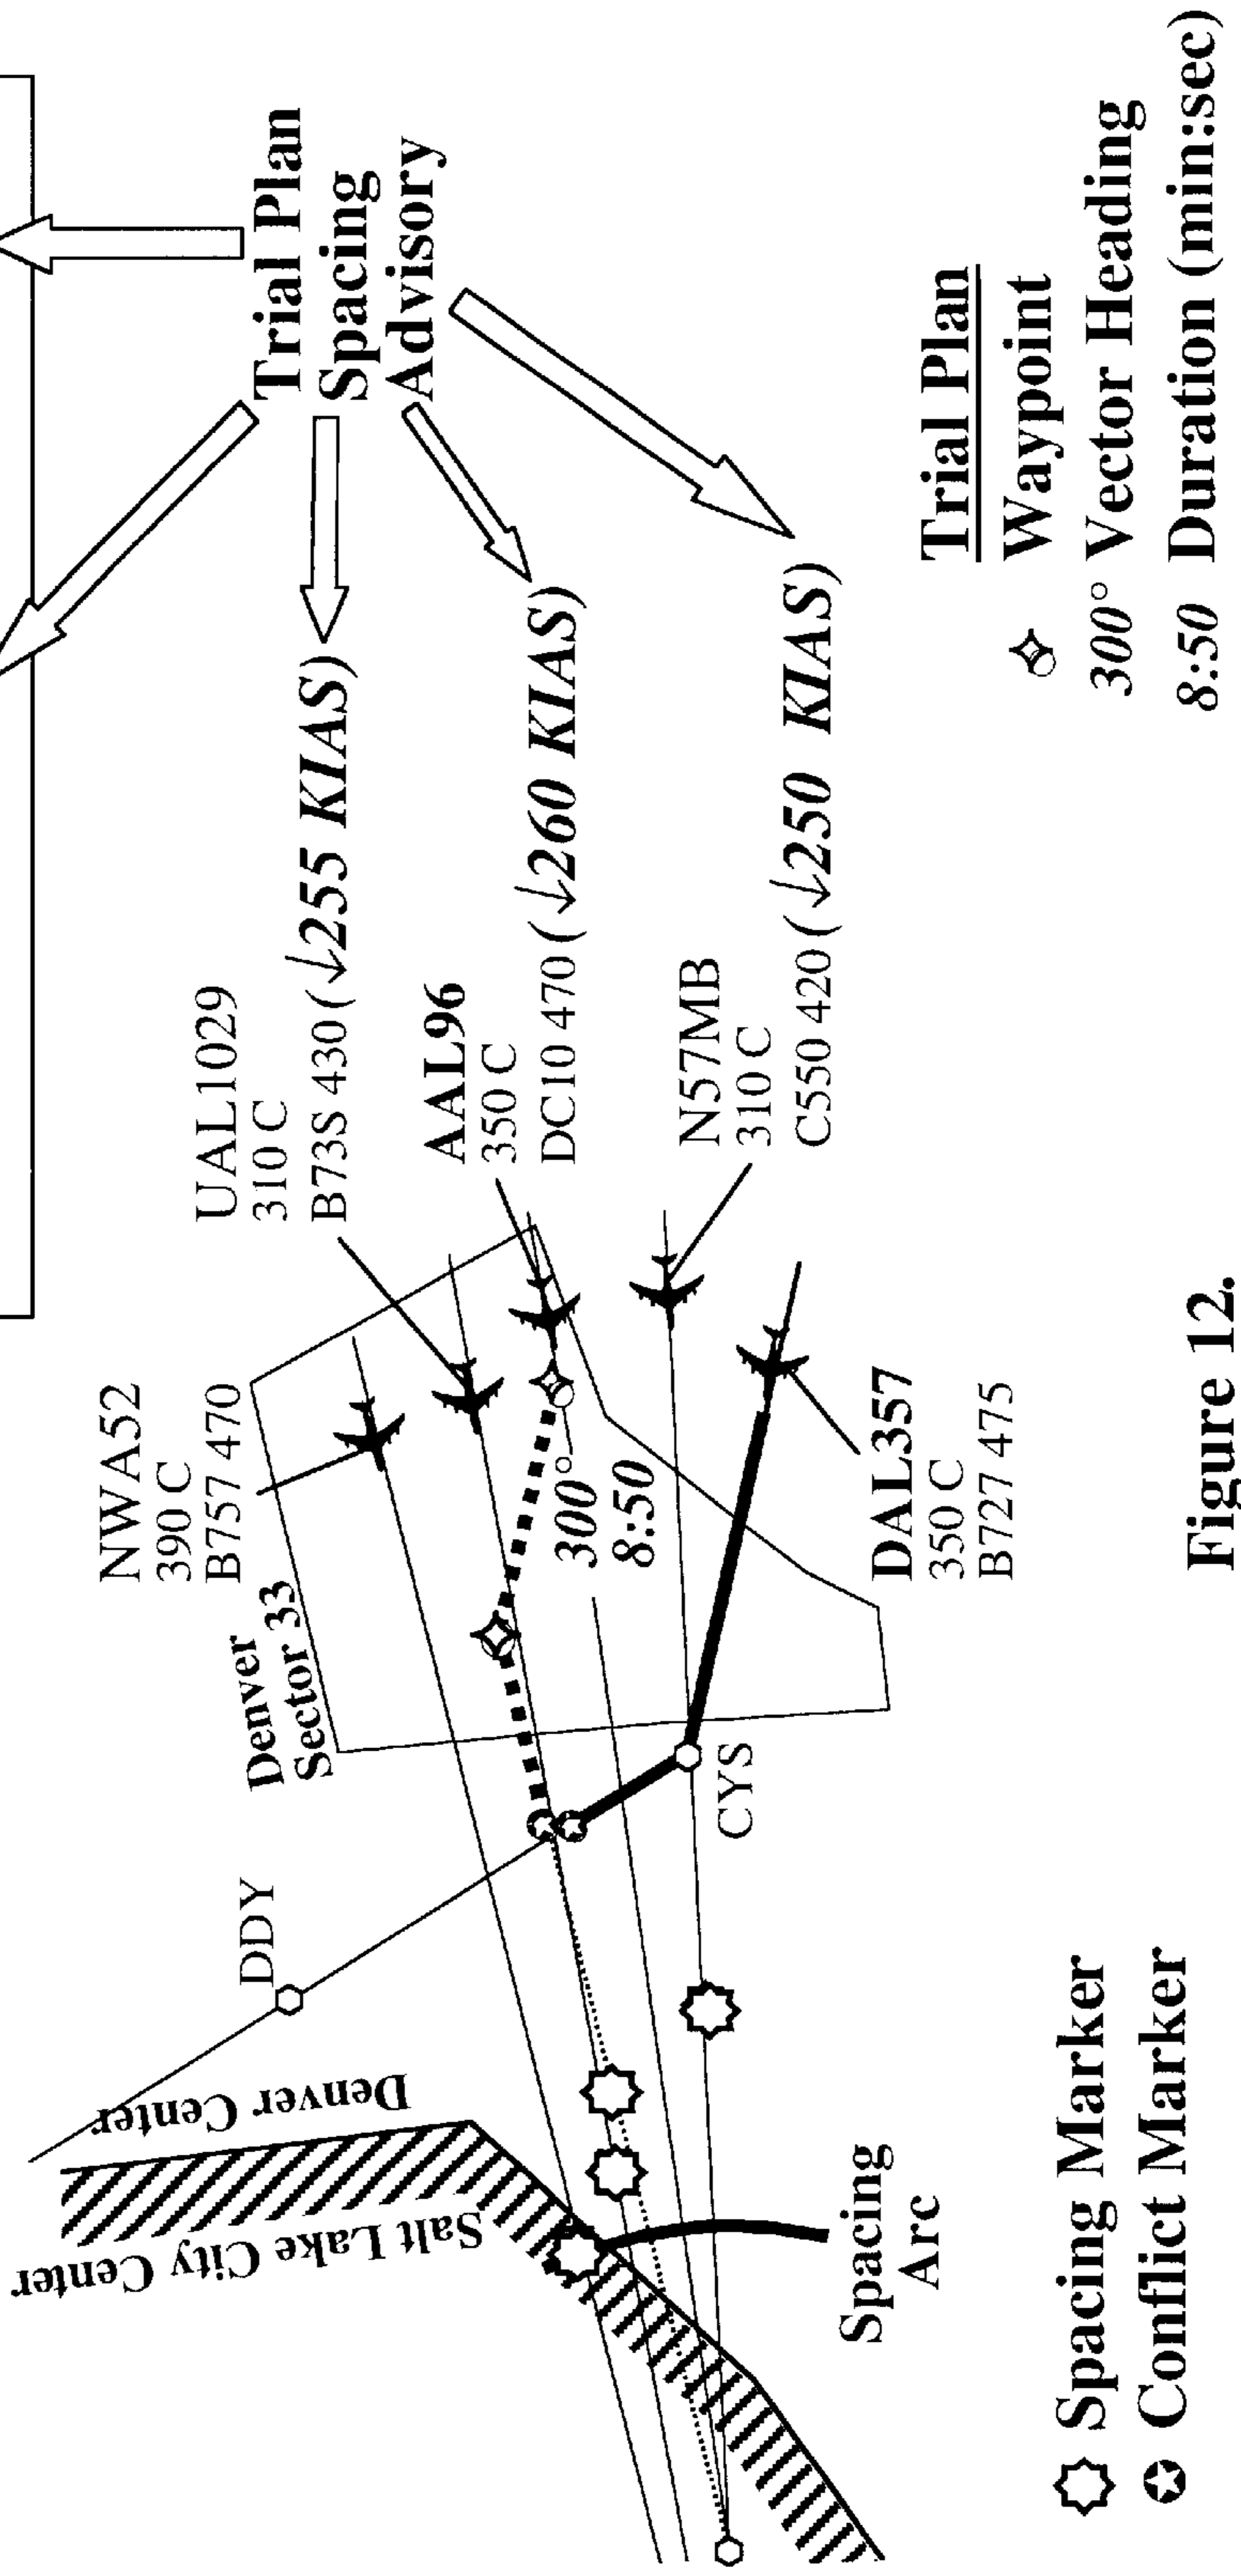 Trial Plan
Spacing
Advisory
UAL1029
310 C
B73S 430 (↓255 KIAS)
NWA52
390 C
B757 470
Denver
Sector 33
DDY
AAL96
350 C
DC10 470 (↓260 KIAS)
Denver Center
Salt Lake City Center
300°
8:50
N57MB
310 C
C550 420 (↓250 KIAS)
CYS
DAL357
350 C
B727 475
Spacing
Arc
Spacing Marker
Conflict Marker
Trial Plan
Waypoint
300° Vector Heading
8:50 Duration (min:sec)
Figure 12.